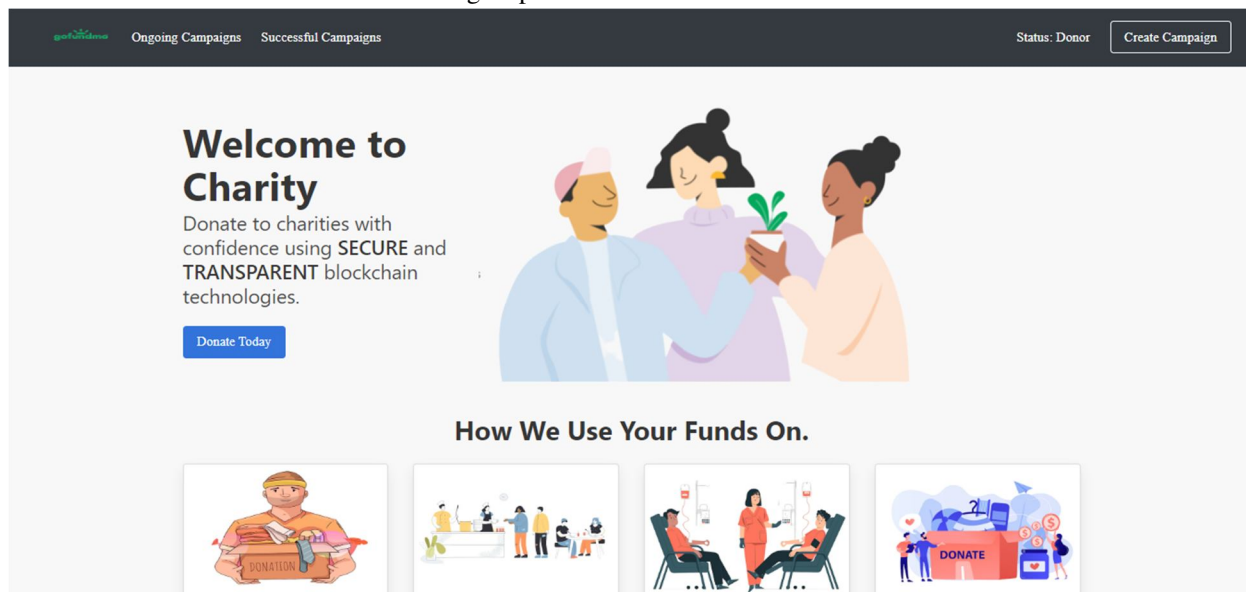 gofundme
Ongoing Campaigns
Successful Campaigns
Status: Donor
Create Campaign
Welcome to
Charity
Donate to charities with
confidence using SECURE and
TRANSPARENT blockchain
technologies.
Donate Today
How We Use Your Funds On.
DONATION
DONATE